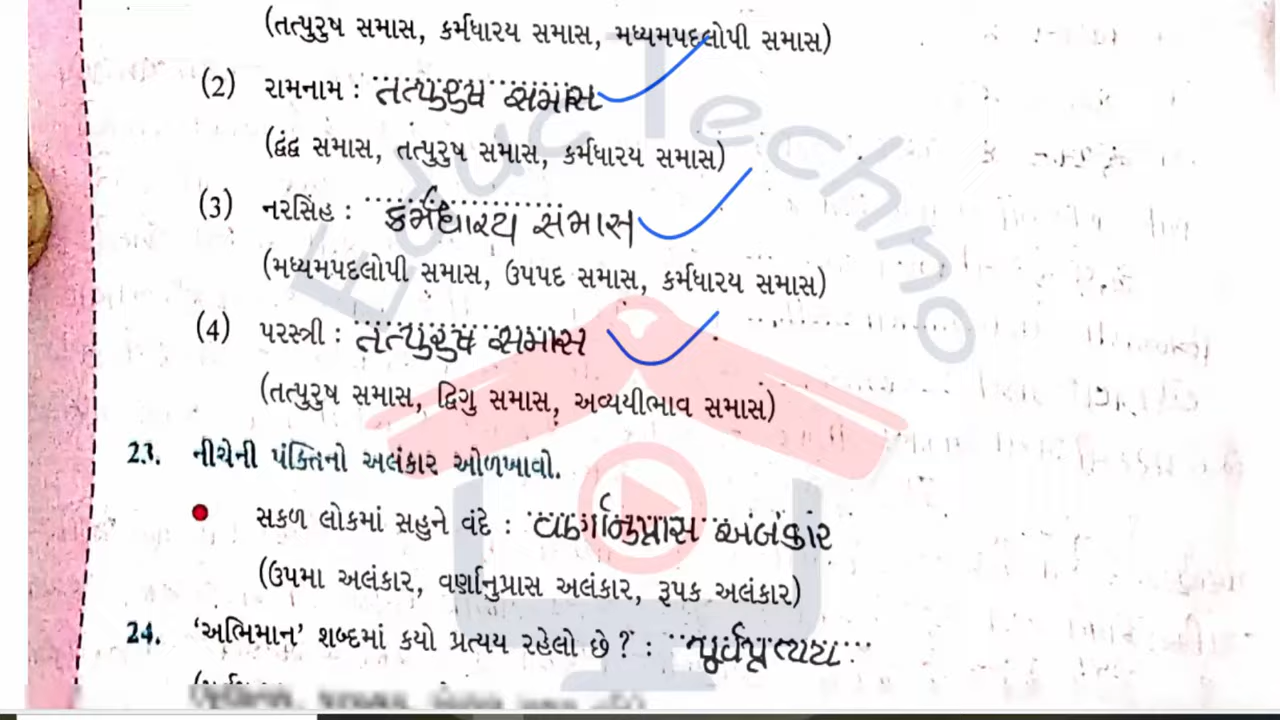 (તત્પુરુષ સમાસ, કર્મધારય સમાસ, મધ્યમપદલોપી સમાસ)
(2) રામનામ : તત્પુરુષ સમાસ
(દ્વંદ્વ સમાસ, તત્પુરુષ સમાસ, કર્મધારય સમાસ)
(3) નરસિંહ : કર્મધારય સમાસ
(મધ્યમપદલોપી સમાસ, ઉપપદ સમાસ, કર્મધારય સમાસ)
(4) પરસ્ત્રી : તત્પુરુષ સમાસ
(તત્પુરુષ સમાસ, દ્વિગુ સમાસ, અવ્યયીભાવ સમાસ)
23. નીચેની પંક્તિનો અલંકાર ઓળખાવો.
સકળ લોકમાં સહુને વંદે : વર્ણાનુપ્રાસ અલંકાર
(ઉપમા અલંકાર, વર્ણાનુપ્રાસ અલંકાર, રૂપક અલંકાર)
24. ‘અભિમાન’ શબ્દમાં કયો પ્રત્યય રહેલો છે? : પૂર્વપ્રત્યય
Educ Techno